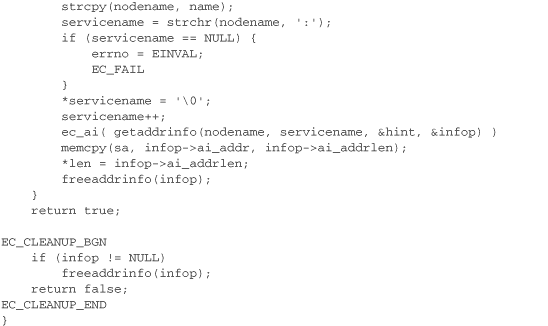 strcpy(nodename, name);
servicename = strchr(nodename, ':');
if (servicename == NULL) {
errno = EINVAL;
EC_FAIL
}
*servicename = '\0';
servicename++;
ec_ai( getaddrinfo(nodename, servicename, &hint, &infop) )
memcpy(sa, infop->ai_addr, infop->ai_addrlen);
*len = infop->ai_addrlen;
freeaddrinfo(infop);
}
return true;
EC_CLEANUP_BGN
if (infop != NULL)
freeaddrinfo(infop);
return false;
EC_CLEANUP_END
}